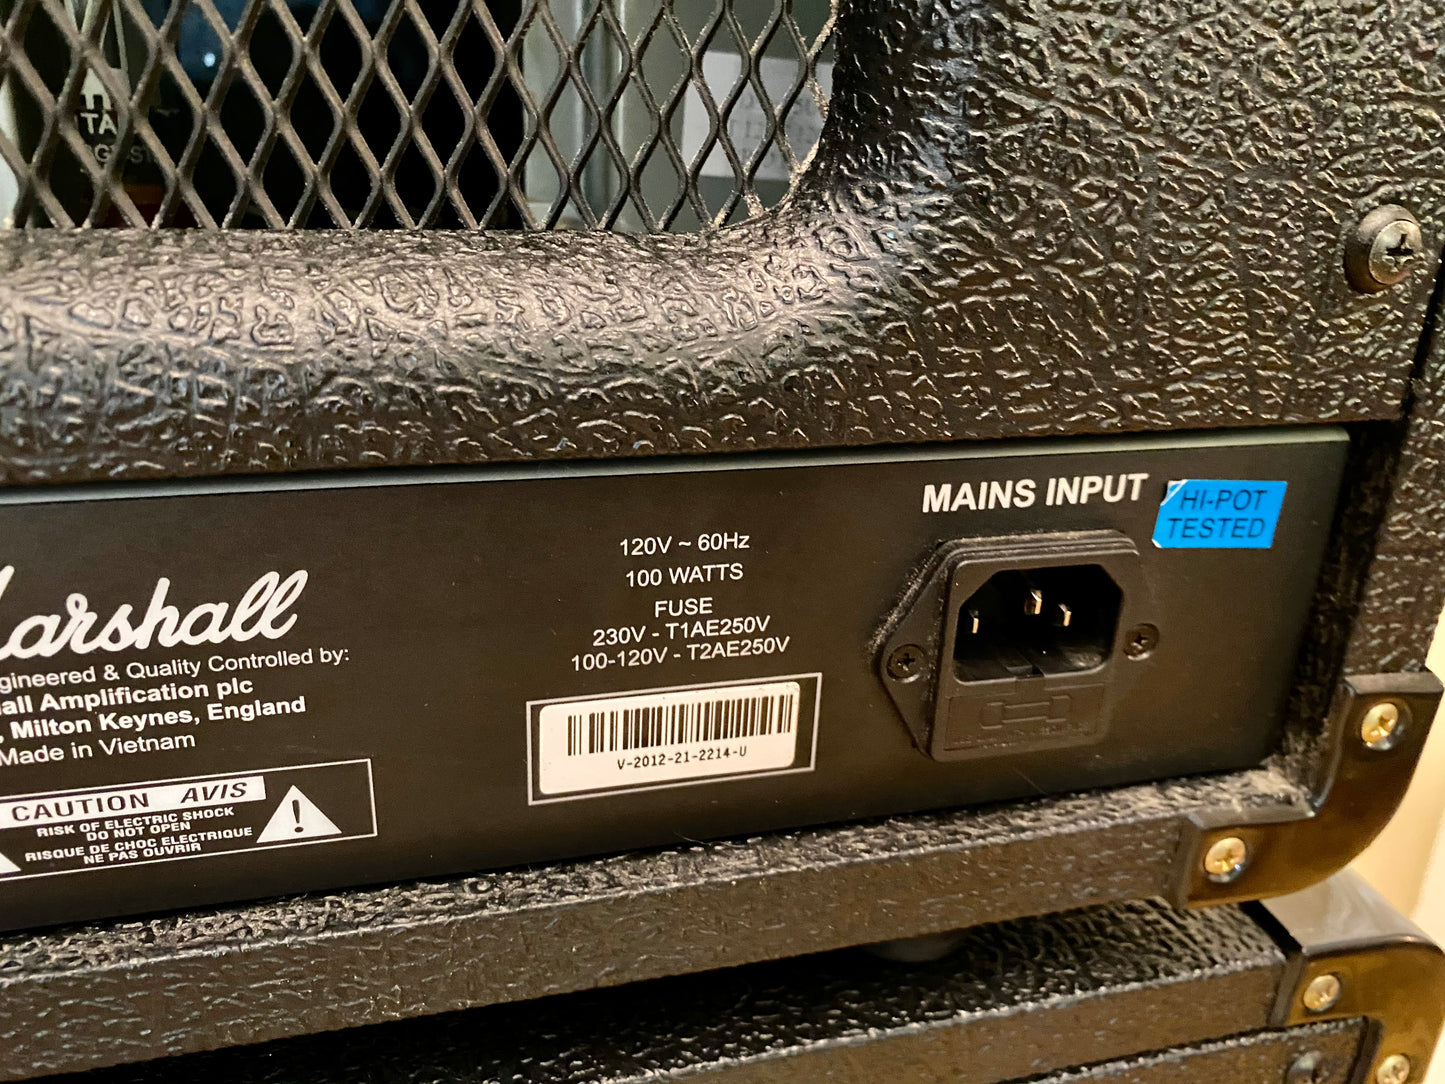 TA
MAINS INPUT
HI-POT
TESTED
120V ~ 60Hz
100 WATTS
FUSE
230V - T1AE250V
100-120V - T2AE250V
V-2012-21-2214-U
arshall
gineered & Quality Controlled by:
all Amplification plc
, Milton Keynes, England
Made in Vietnam
CAUTION AVIS
RISK OF ELECTRIC SHOCK
DO NOT OPEN
RISQUE DE CHOC ELECTRIQUE
NE PAS OUVRIR